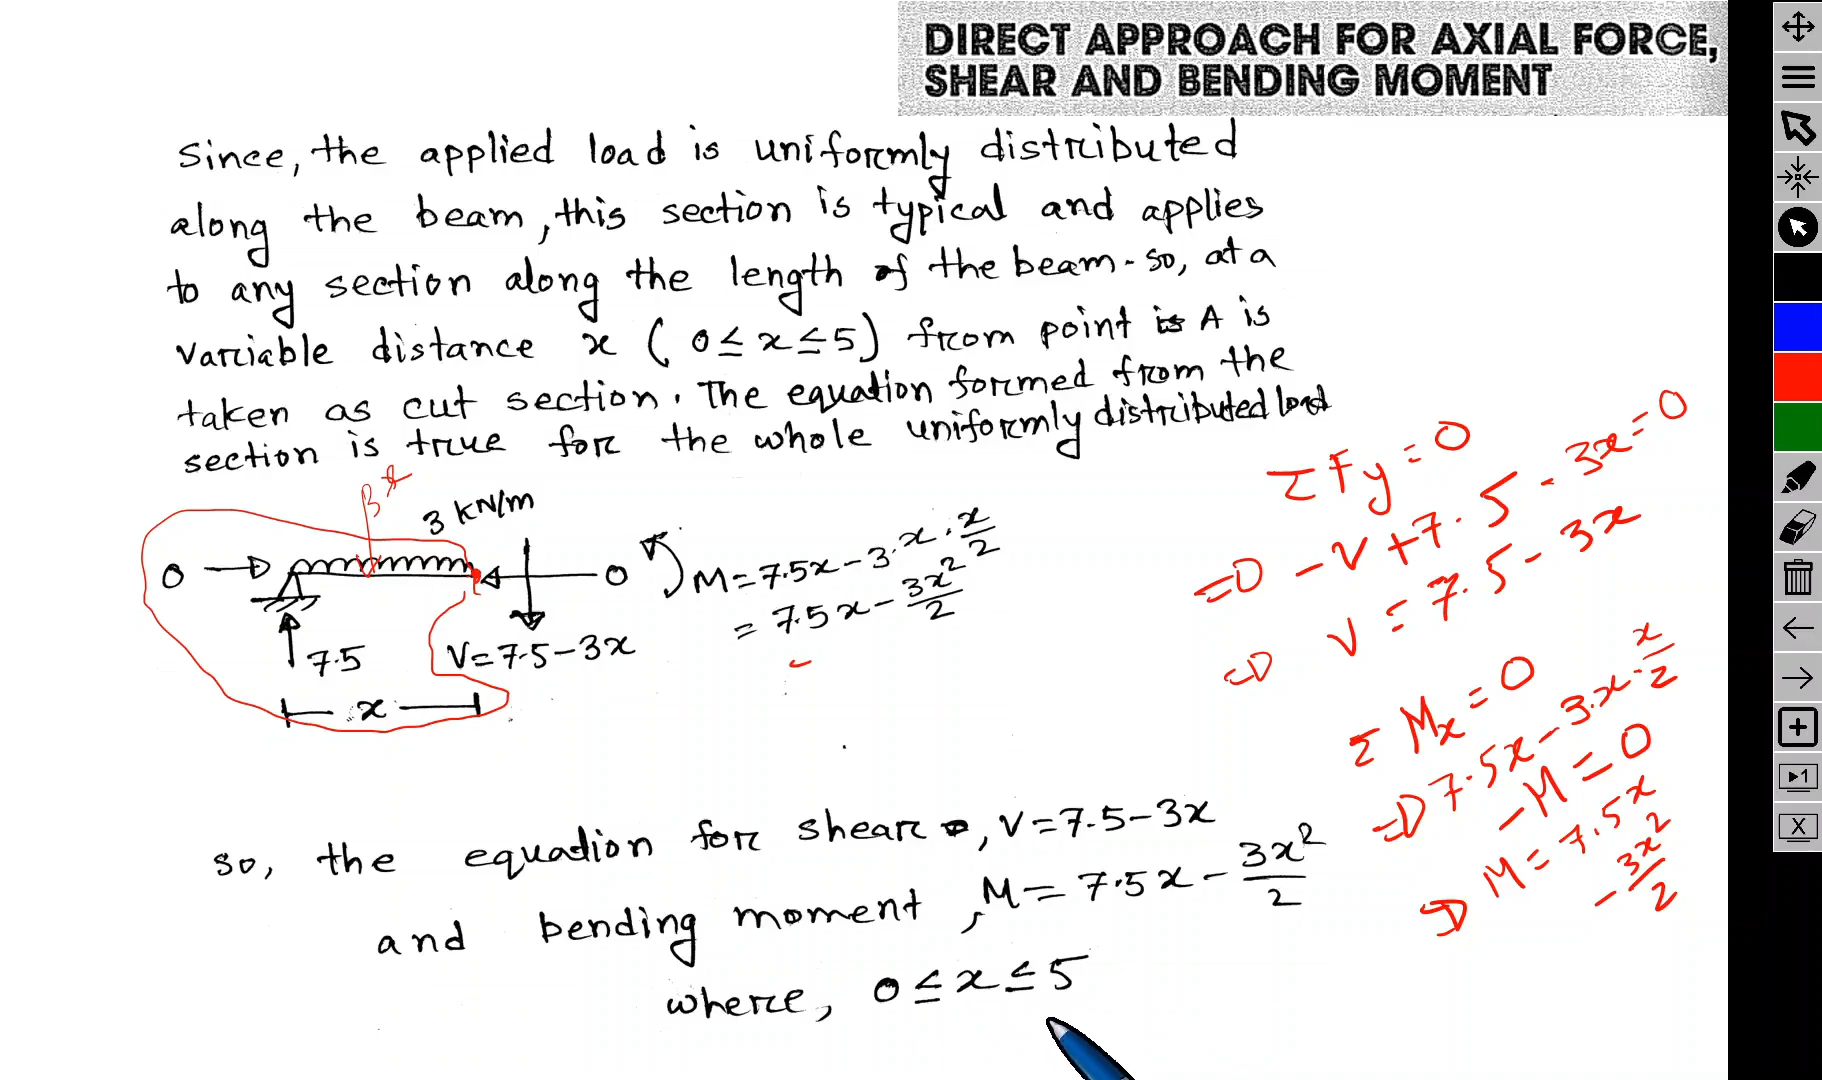 DIRECT APPROACH FOR AXIAL FORCE,
SHEAR AND BENDING MOMENT
Since, the applied load is uniformly distributed
along the beam, this section is typical and applies
to any section along the length of the beam. so, at a
variable distance x ( 0 ≤ x ≤ 5 ) from point A is
taken as cut section. The equation formed from the
section is true for the whole uniformly distributed load
3 kN/m
0
0
7.5
x
V = 7.5 - 3x
M = 7.5x - 3.x.x/2
= 7.5x - 3x²/2
ΣFy = 0
=> -V + 7.5 - 3x = 0
=> V = 7.5 - 3x
ΣMx = 0
=> 7.5x - 3.x.x/2
- M = 0
=> M = 7.5x
- 3x²/2
so, the equation for shear, V = 7.5 - 3x
and bending moment, M = 7.5x - 3x²/2
where, 0 ≤ x ≤ 5
1
X